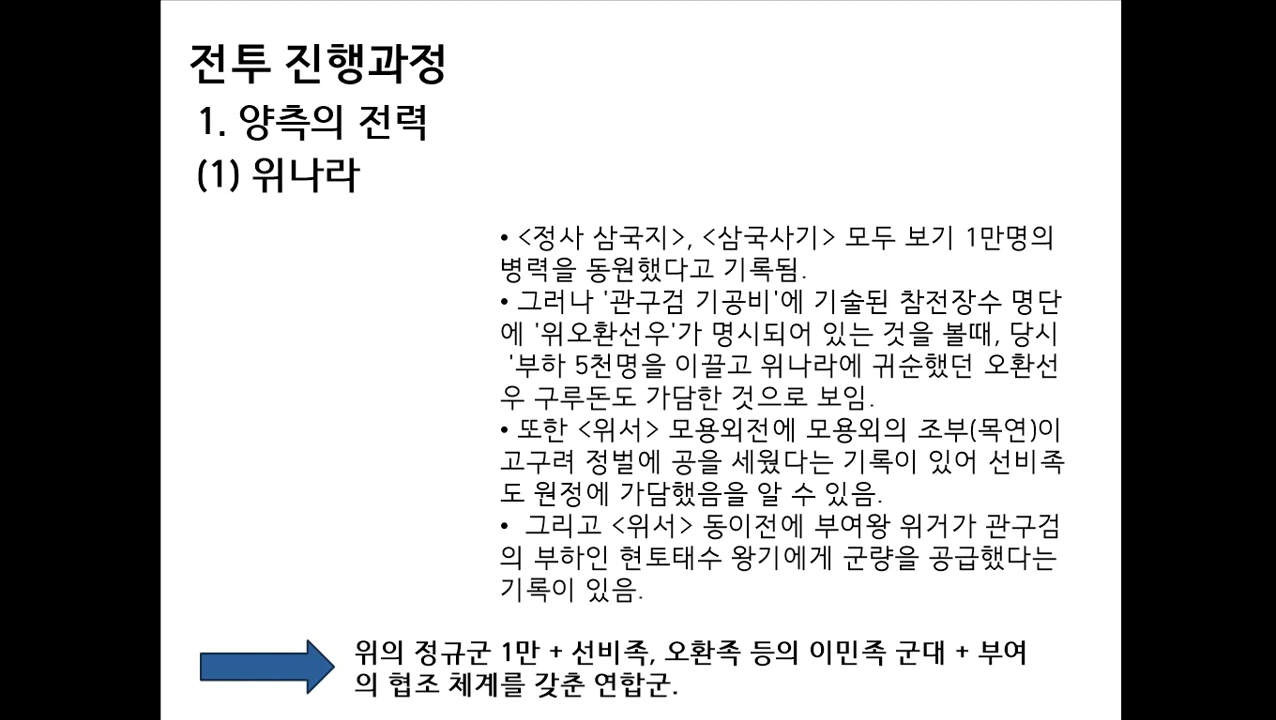 전투 진행과정
1. 양측의 전력
(1) 위나라
• <정사 삼국지>, <삼국사기> 모두 보기 1만명의
병력을 동원했다고 기록됨.
• 그러나 '관구검 기공비'에 기술된 참전장수 명단
에 '위오환선우'가 명시되어 있는 것을 볼때, 당시
'부하 5천명을 이끌고 위나라에 귀순했던 오환선
우 구루돈도 가담한 것으로 보임.
• 또한 <위서> 모용외전에 모용외의 조부(목연)이
고구려 정벌에 공을 세웠다는 기록이 있어 선비족
도 원정에 가담했음을 알 수 있음.
• 그리고 <위서> 동이전에 부여왕 위거가 관구검
의 부하인 현토태수 왕기에게 군량을 공급했다는
기록이 있음.
위의 정규군 1만 + 선비족, 오환족 등의 이민족 군대 + 부여
의 협조 체계를 갖춘 연합군.